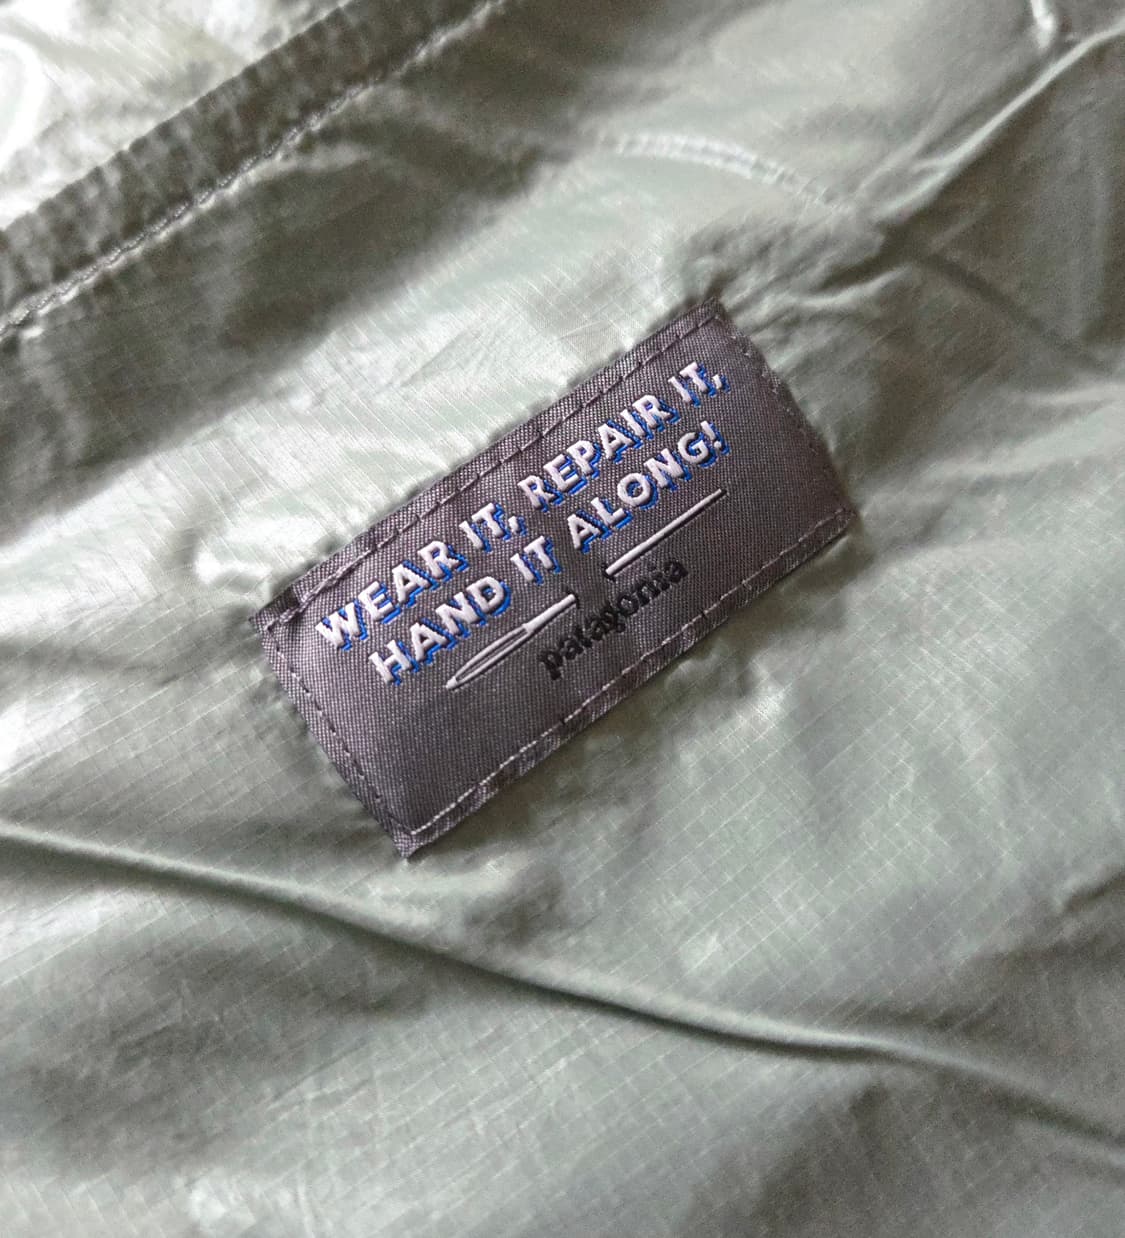 WEAR IT, REPAIR IT,
HAND IT ALONG!
patagonia